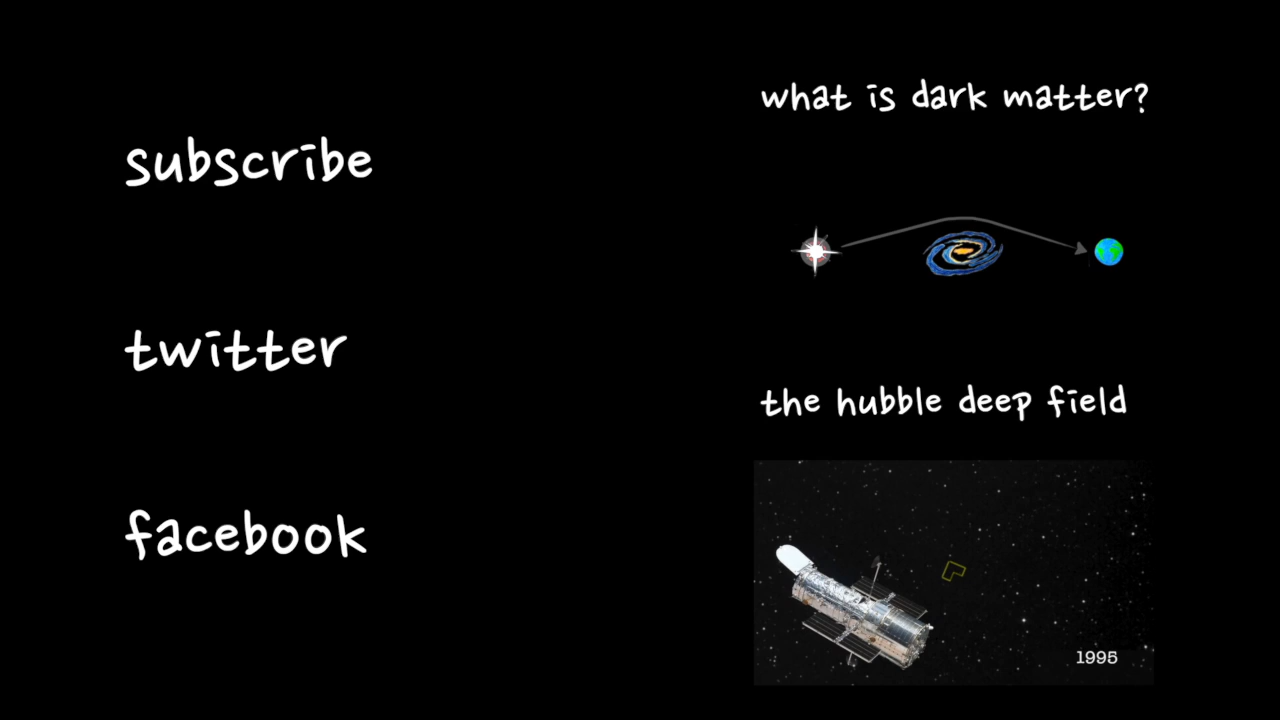 subscribe
twitter
facebook
what is dark matter?
the hubble deep field
1995